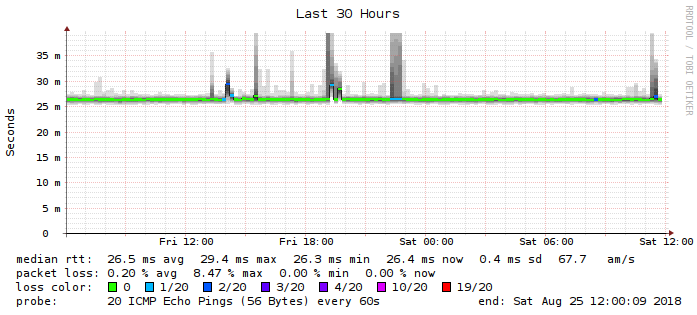 Last 30 Hours
RRDTOOL / TOBI OETIKER
Seconds
35 m
30 m
25 m
20 m
15 m
10 m
5 m
0
Fri 12:00 Fri 18:00 Sat 00:00 Sat 06:00 Sat 12:00
median rtt: 26.5 ms avg 29.4 ms max 26.3 ms min 26.4 ms now 0.4 ms sd 67.7 am/s
packet loss: 0.20 % avg 8.47 % max 0.00 % min 0.00 % now
loss color: 0 1/20 2/20 3/20 4/20 10/20 19/20
probe: 20 ICMP Echo Pings (56 Bytes) every 60s end: Sat Aug 25 12:00:09 2018